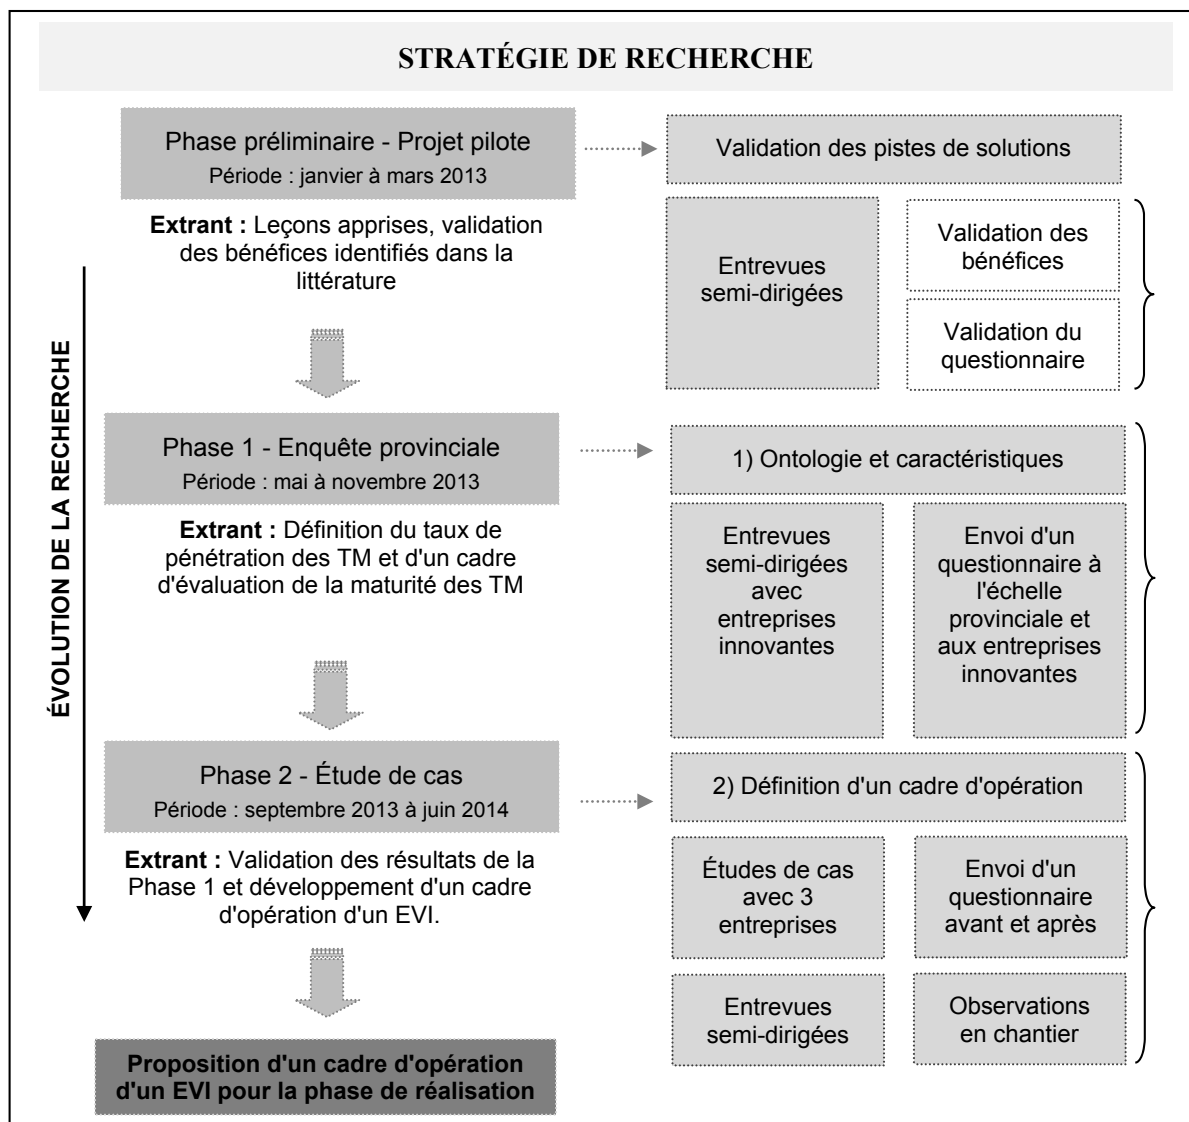 STRATÉGIE DE RECHERCHE
ÉVOLUTION DE LA RECHERCHE
Phase préliminaire - Projet pilote
Période : janvier à mars 2013
Extrant : Leçons apprises, validation
des bénéfices identifiés dans la
littérature
Validation des pistes de solutions
Entrevues
semi-dirigées
Validation des
bénéfices
Validation du
questionnaire
Phase 1 - Enquête provinciale
Période : mai à novembre 2013
Extrant : Définition du taux de
pénétration des TM et d'un cadre
d'évaluation de la maturité des TM
1) Ontologie et caractéristiques
Entrevues
semi-dirigées
avec
entreprises
innovantes
Envoi d'un
questionnaire à
l'échelle
provinciale et
aux entreprises
innovantes
Phase 2 - Étude de cas
Période : septembre 2013 à juin 2014
Extrant : Validation des résultats de la
Phase 1 et développement d'un cadre
d'opération d'un EVI.
2) Définition d'un cadre d'opération
Études de cas
avec 3
entreprises
Envoi d'un
questionnaire
avant et après
Entrevues
semi-dirigées
Observations
en chantier
Proposition d'un cadre d'opération
d'un EVI pour la phase de réalisation